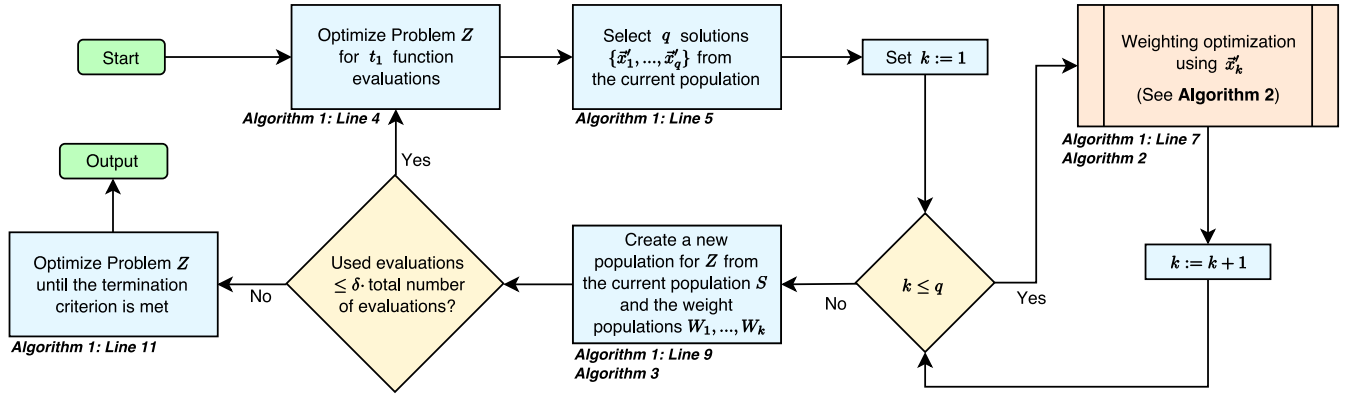 Start
Optimize Problem Z
for t₁ function
evaluations
Algorithm 1: Line 4
Select q solutions
{x⃗′₁,...,x⃗′q} from
the current population
Algorithm 1: Line 5
Set k := 1
Weighting optimization
using x⃗′ₖ
(See Algorithm 2)
Algorithm 1: Line 7
Algorithm 2
k := k + 1
k ≤ q
Yes
No
Create a new
population for Z from
the current population S
and the weight
populations W₁,...,Wₖ
Algorithm 1: Line 9
Algorithm 3
Used evaluations
≤ δ· total number
of evaluations?
Yes
No
Optimize Problem Z
until the termination
criterion is met
Algorithm 1: Line 11
Output